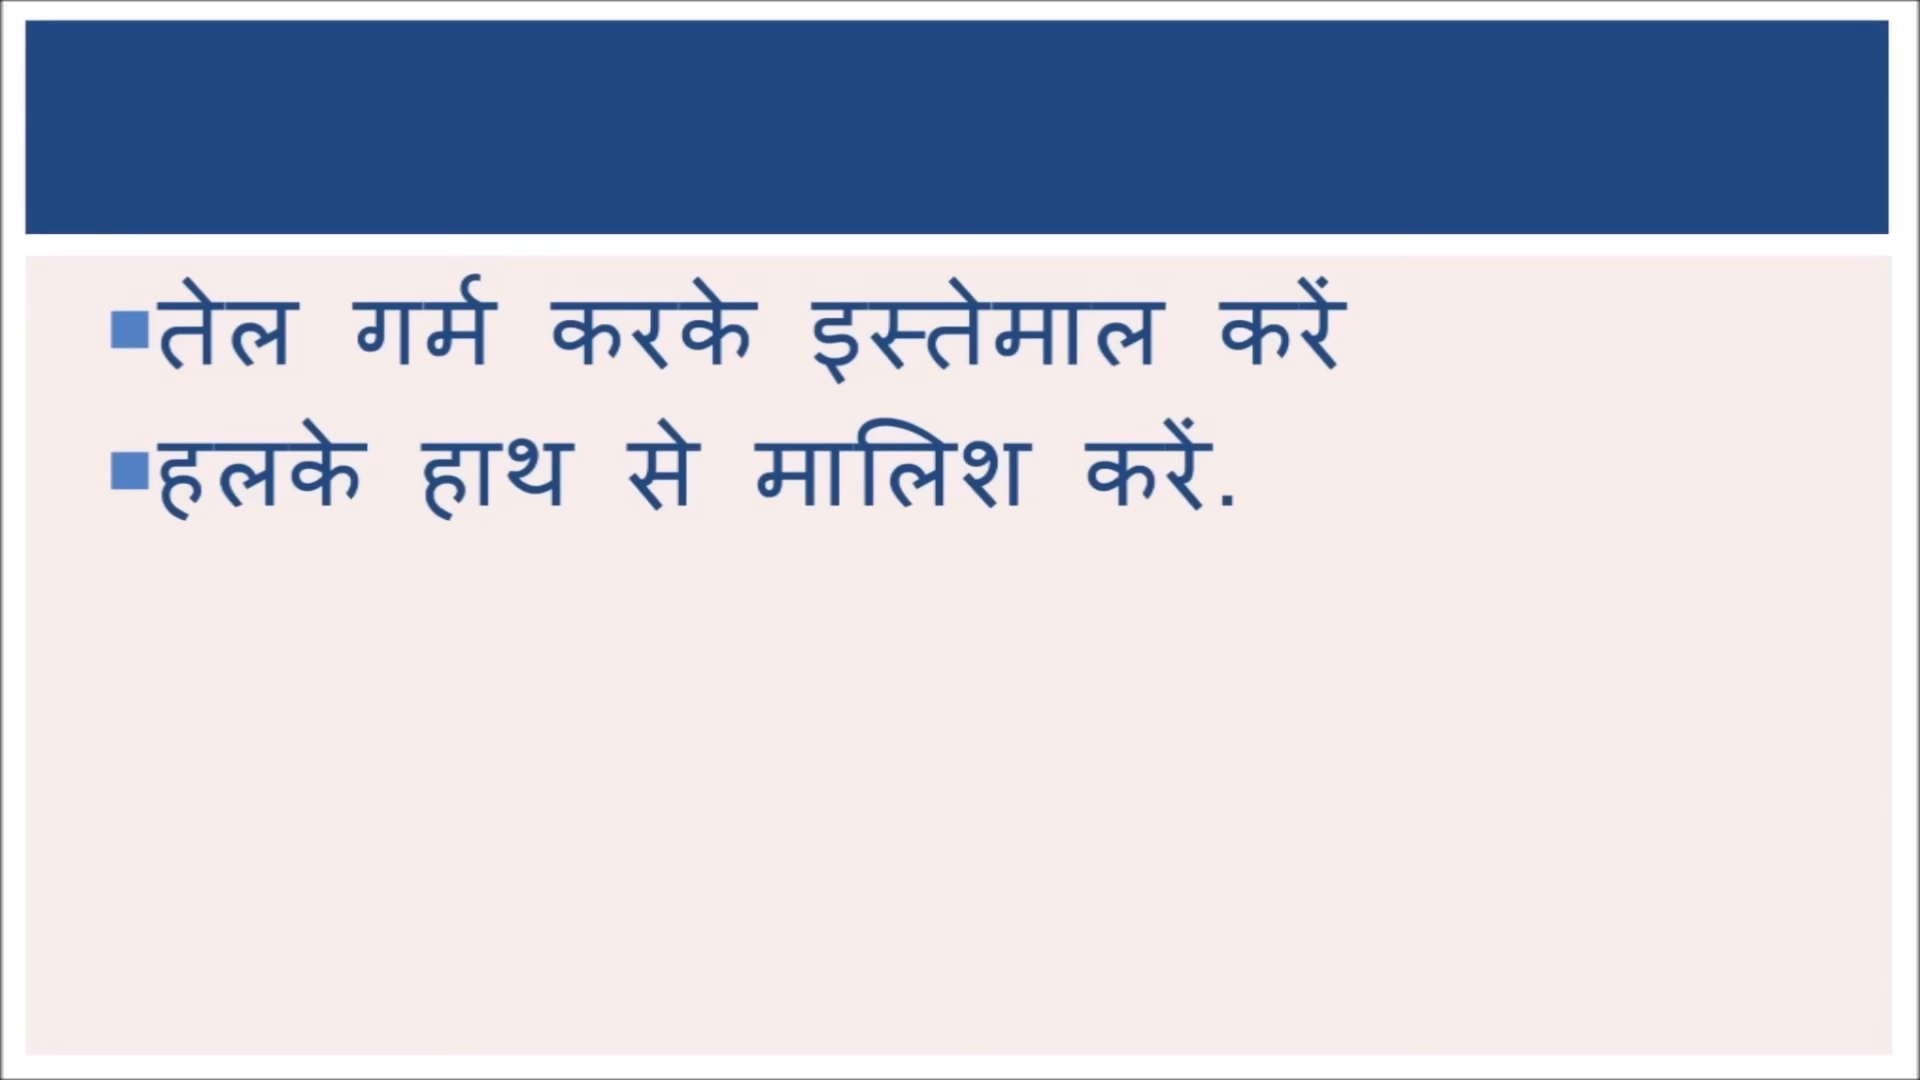 ▪तेल गर्म करके इस्तेमाल करें
▪हलके हाथ से मालिश करें.